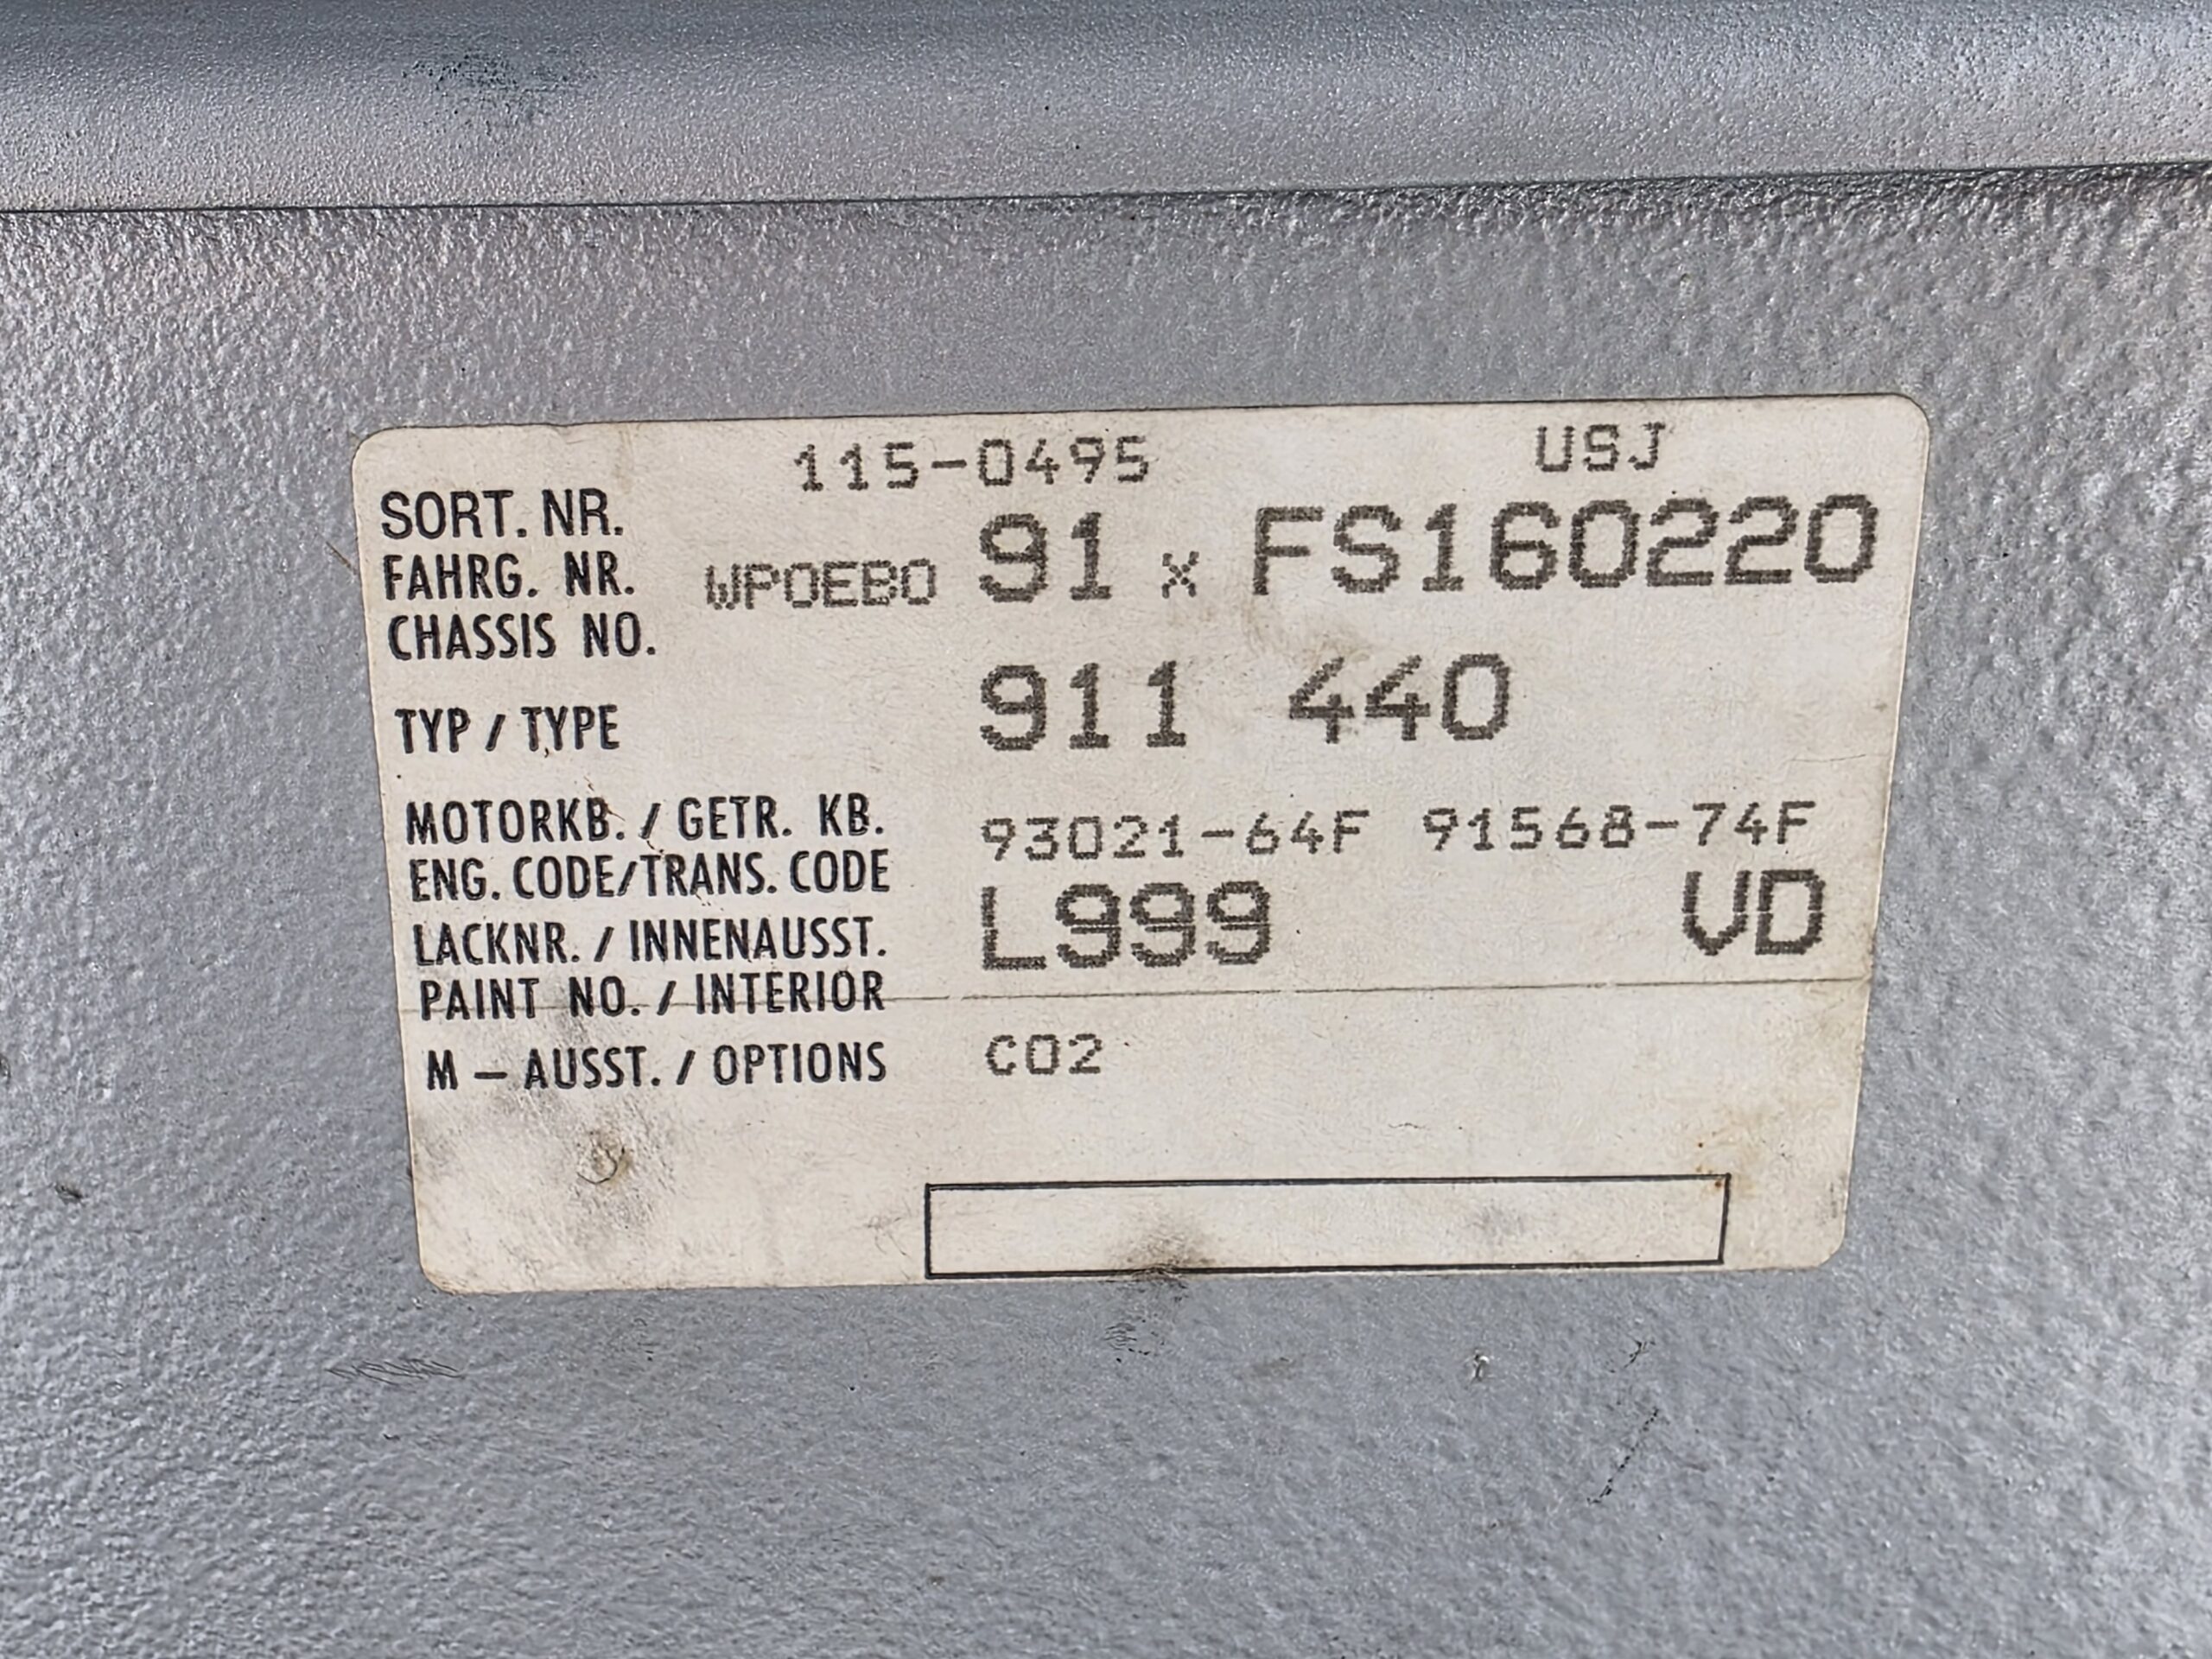 115-0495 USJ
SORT. NR.
FAHRG. NR. WPOEBO 91 x FS160220
CHASSIS NO.
TYP / TYPE 911 440
MOTORKB. / GETR. KB. 93021-64F 91568-74F
ENG. CODE/TRANS. CODE
LACKNR. / INNENAUSST. L999 VD
PAINT NO. / INTERIOR
M – AUSST. / OPTIONS C02